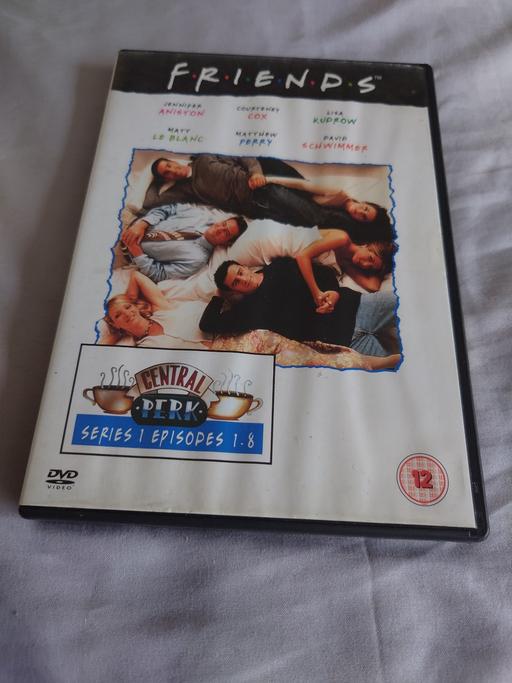 F·R·I·E·N·D·S™
JENNIFER ANISTON
COURTENEY COX
LISA KUDROW
MATT LE BLANC
MATTHEW PERRY
DAVID SCHWIMMER
CENTRAL
PERK
SERIES 1 EPISODES 1-8
DVD
VIDEO
12